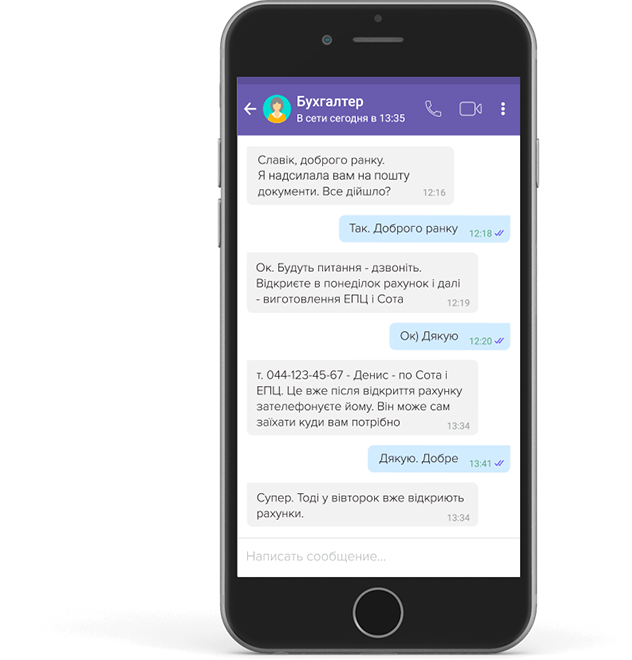 Бухгалтер
В сети сегодня в 13:35
Славік, доброго ранку.
Я надсилала вам на пошту
документи. Все дійшло?
12:16
Так. Доброго ранку
12:18
Ок. Будуть питання - дзвоніть.
Відкриєте в понеділок рахунок і далі
- виготовлення ЕПЦ і Сота
12:19
Ок) Дякую
12:20
т. 044-123-45-67 - Денис - по Сота і
ЕПЦ. Це вже після відкриття рахунку
зателефонуєте йому. Він може сам
заїхати куди вам потрібно
13:34
Дякую. Добре
13:41
Супер. Тоді у вівторок вже відкриють
рахунки.
13:34
Написать сообщение...